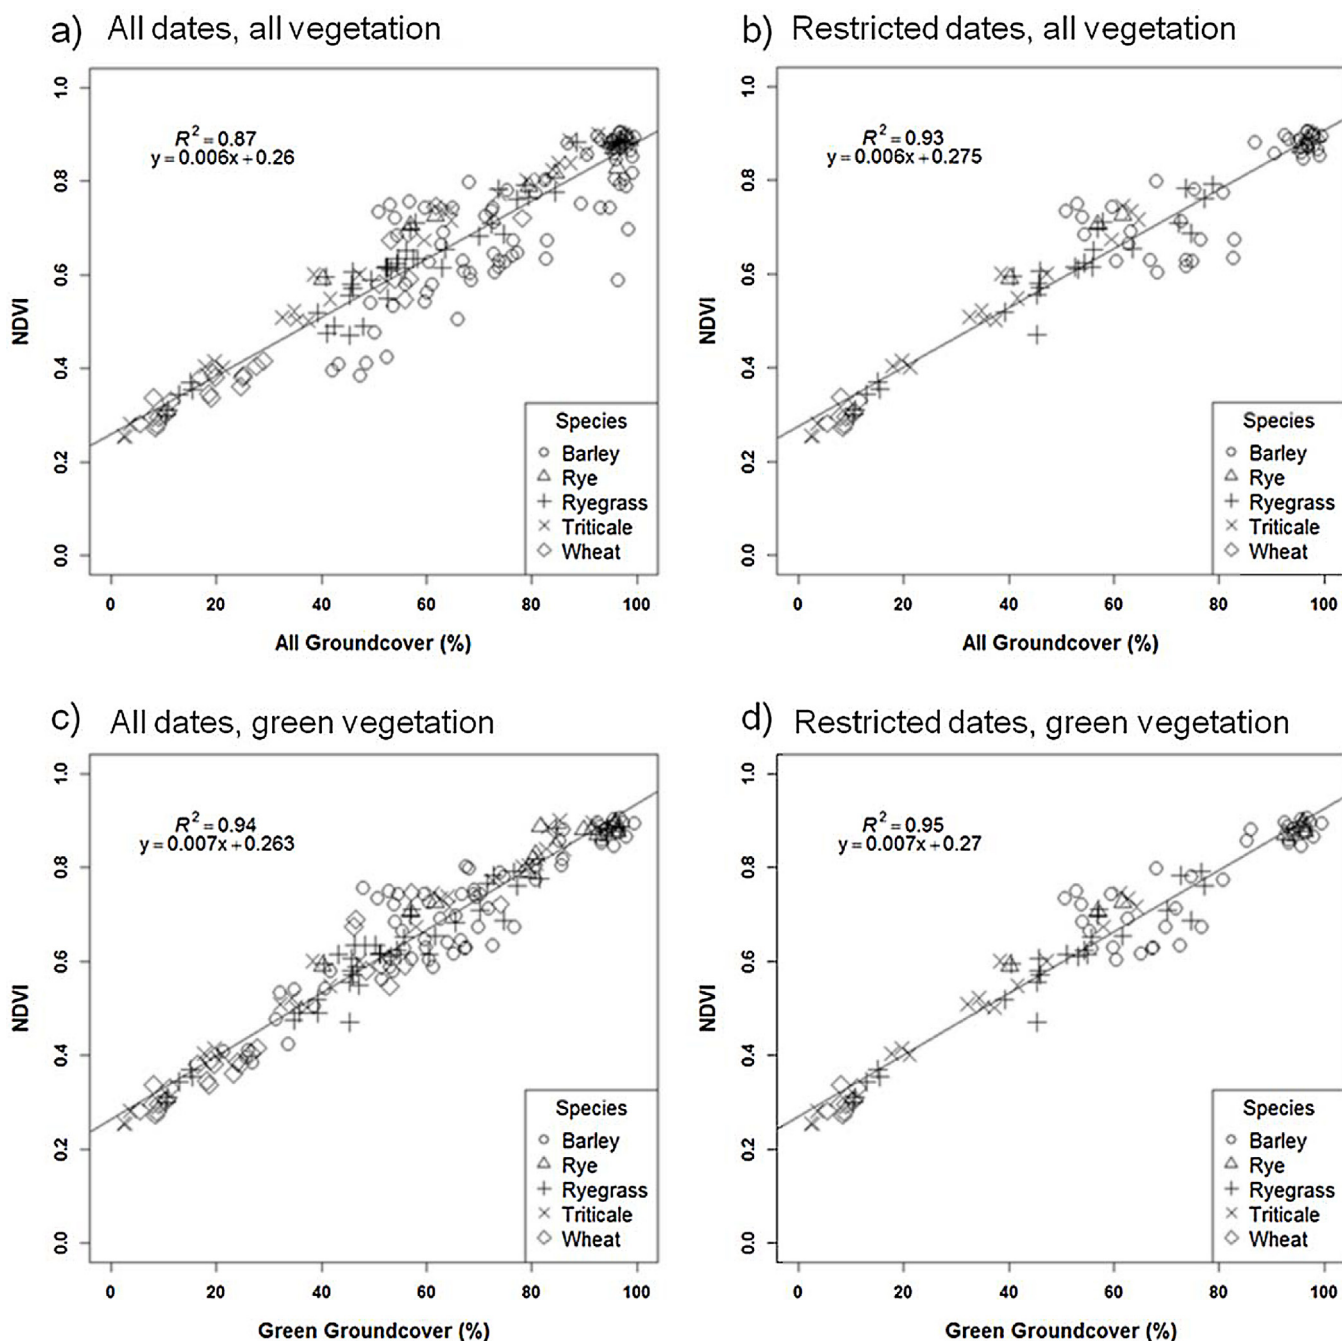 a) All dates, all vegetation
R² = 0.87
y = 0.006x + 0.26
NDVI
1.0
0.8
0.6
0.4
0.2
0.0
Species
Barley
Rye
Ryegrass
Triticale
Wheat
0 20 40 60 80 100
All Groundcover (%)
b) Restricted dates, all vegetation
R² = 0.93
y = 0.006x + 0.275
NDVI
1.0
0.8
0.6
0.4
0.2
0.0
Species
Barley
Rye
Ryegrass
Triticale
Wheat
0 20 40 60 80 100
All Groundcover (%)
c) All dates, green vegetation
R² = 0.94
y = 0.007x + 0.263
NDVI
1.0
0.8
0.6
0.4
0.2
0.0
Species
Barley
Rye
Ryegrass
Triticale
Wheat
0 20 40 60 80 100
Green Groundcover (%)
d) Restricted dates, green vegetation
R² = 0.95
y = 0.007x + 0.27
NDVI
1.0
0.8
0.6
0.4
0.2
0.0
Species
Barley
Rye
Ryegrass
Triticale
Wheat
0 20 40 60 80 100
Green Groundcover (%)